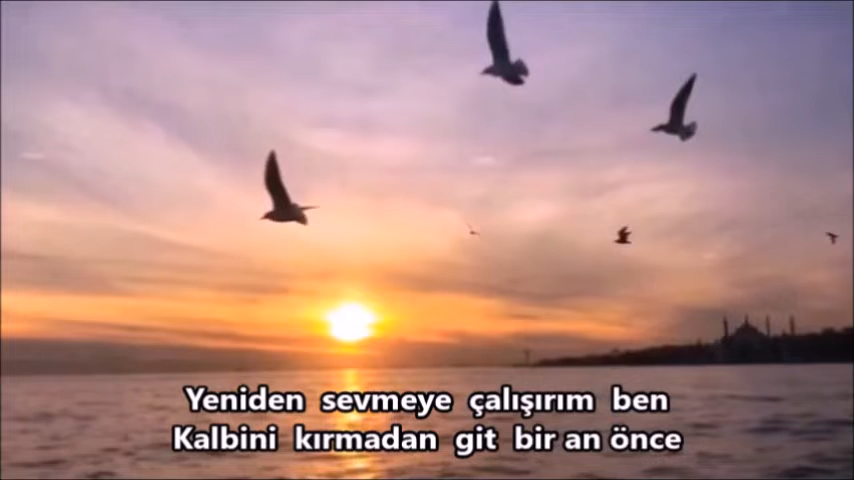 Yeniden sevmeye çalışırım ben
Kalbini kırmadan git bir an önce